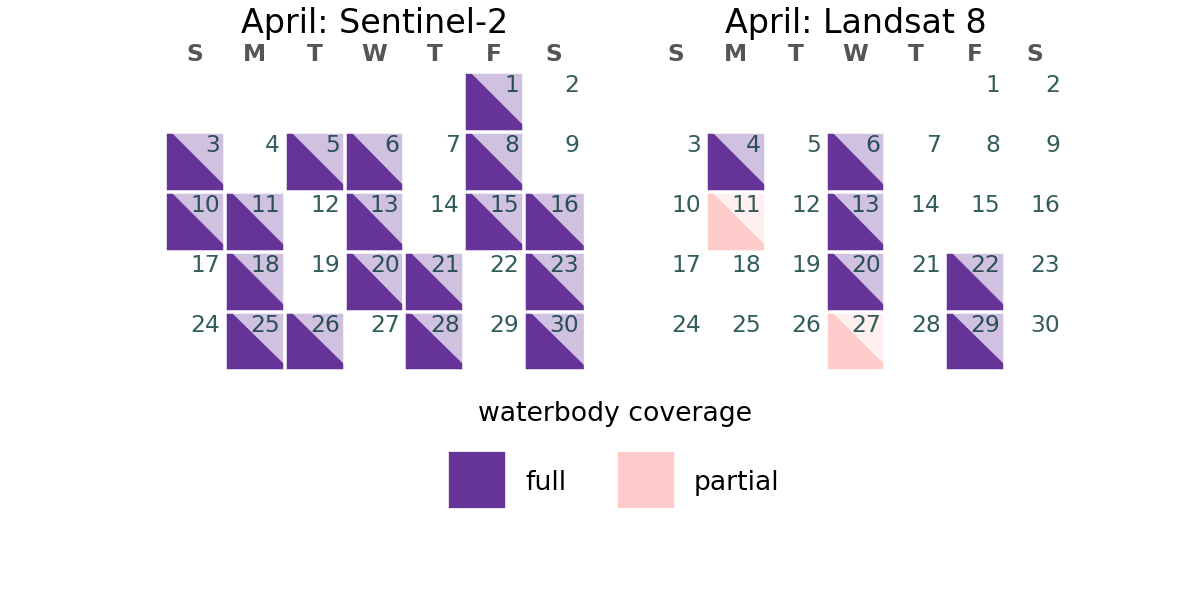 April: Sentinel-2
S M T W T F S
1 2
3 4 5 6 7 8 9
10 11 12 13 14 15 16
17 18 19 20 21 22 23
24 25 26 27 28 29 30
April: Landsat 8
S M T W T F S
1 2
3 4 5 6 7 8 9
10 11 12 13 14 15 16
17 18 19 20 21 22 23
24 25 26 27 28 29 30
waterbody coverage
full
partial